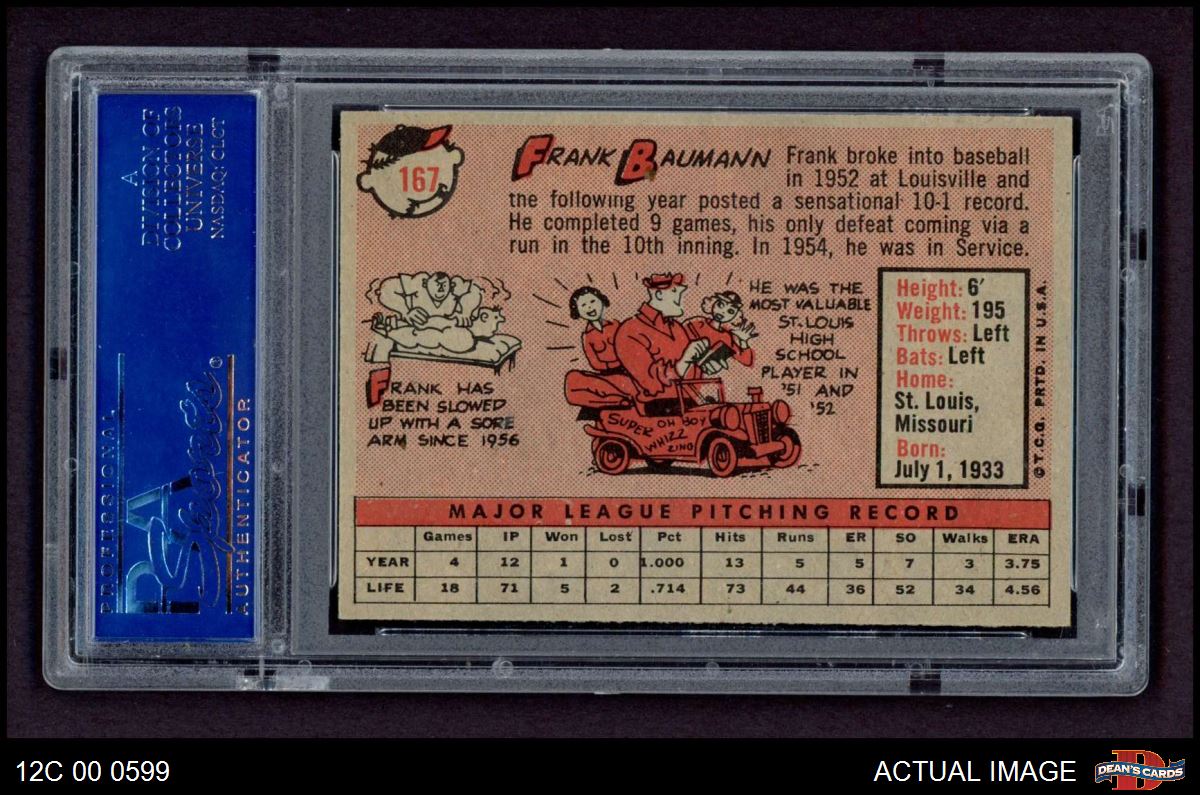 A
DIVISION OF
COLLECTORS
UNIVERSE
NASDAQ: CLCT
PROFESSIONAL
PSA
Sports
®
AUTHENTICATOR
167
FRANK BAUMANN
Frank broke into baseball
in 1952 at Louisville and
the following year posted a sensational 10-1 record.
He completed 9 games, his only defeat coming via a
run in the 10th inning. In 1954, he was in Service.
FRANK HAS
BEEN SLOWED
UP WITH A SORE
ARM SINCE 1956
HE WAS THE
MOST VALUABLE
ST. LOUIS
HIGH
SCHOOL
PLAYER IN
'51 AND
'52
SUPER OH BOY
WHIZZ
ZING
Height: 6'
Weight: 195
Throws: Left
Bats: Left
Home:
St. Louis,
Missouri
Born:
July 1, 1933
©T.C.G. PRTD. IN U.S.A.
MAJOR LEAGUE PITCHING RECORD
Games IP Won Lost Pct Hits Runs ER SO Walks ERA
YEAR 4 12 1 0 1.000 13 5 5 7 3 3.75
LIFE 18 71 5 2 .714 73 44 36 52 34 4.56
12C 00 0599
ACTUAL IMAGE
D
DEAN'S CARDS